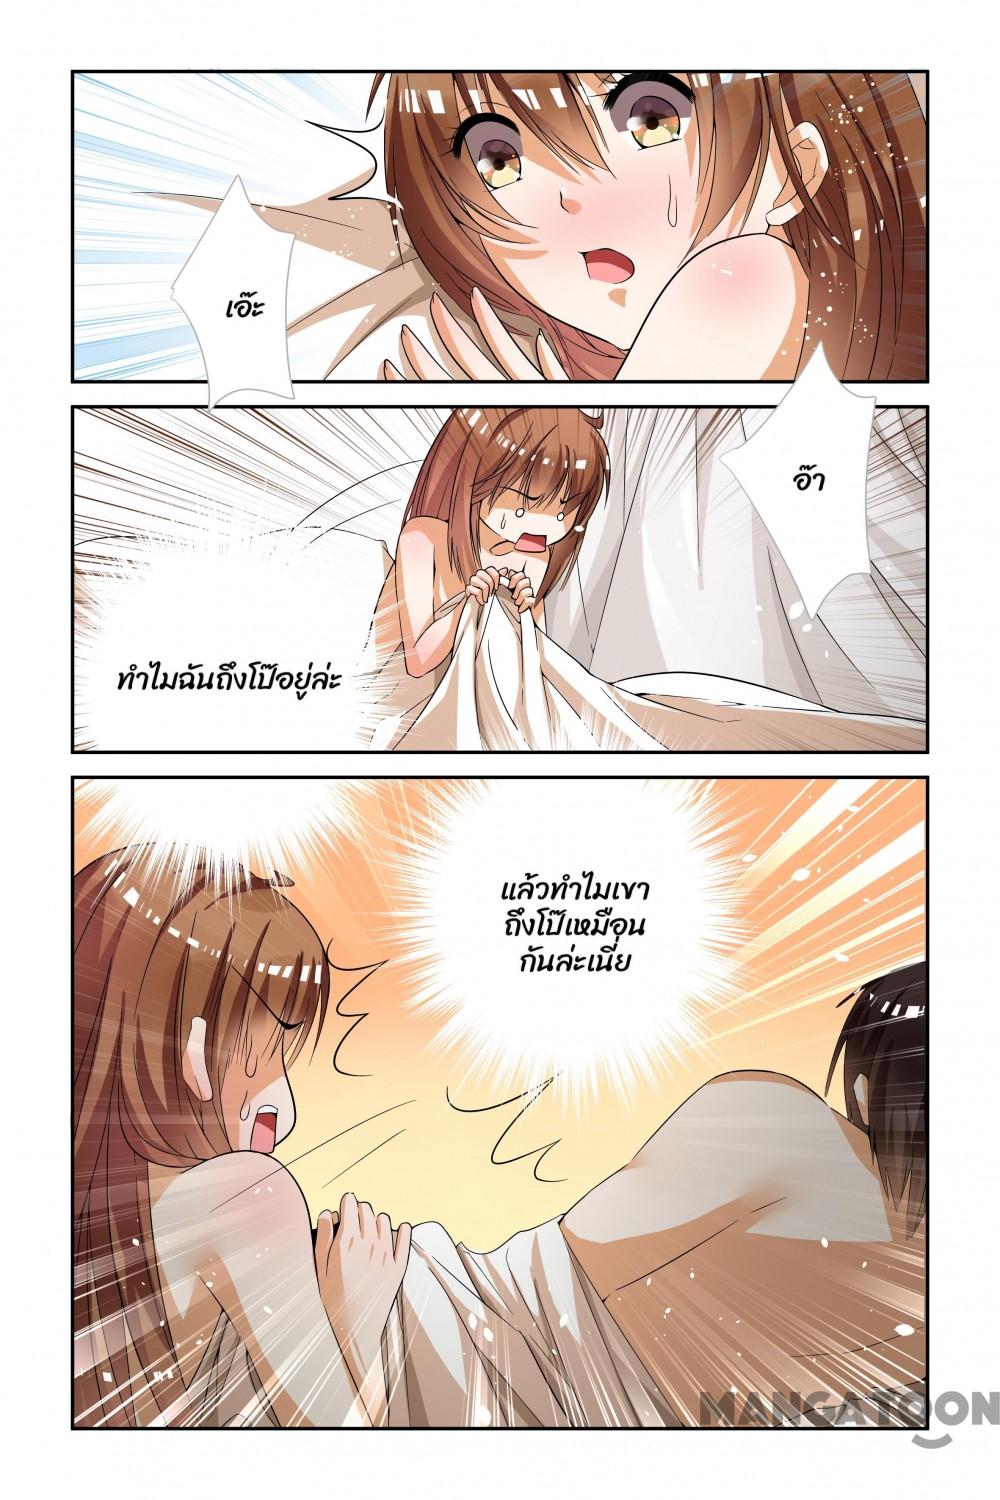 เอ๊ะ
อ๊า
ทำไมฉันถึงโป๊อยู่ล่ะ
แล้วทำไมเขา
ถึงโป๊เหมือน
กันล่ะเนี่ย
MANGATOON